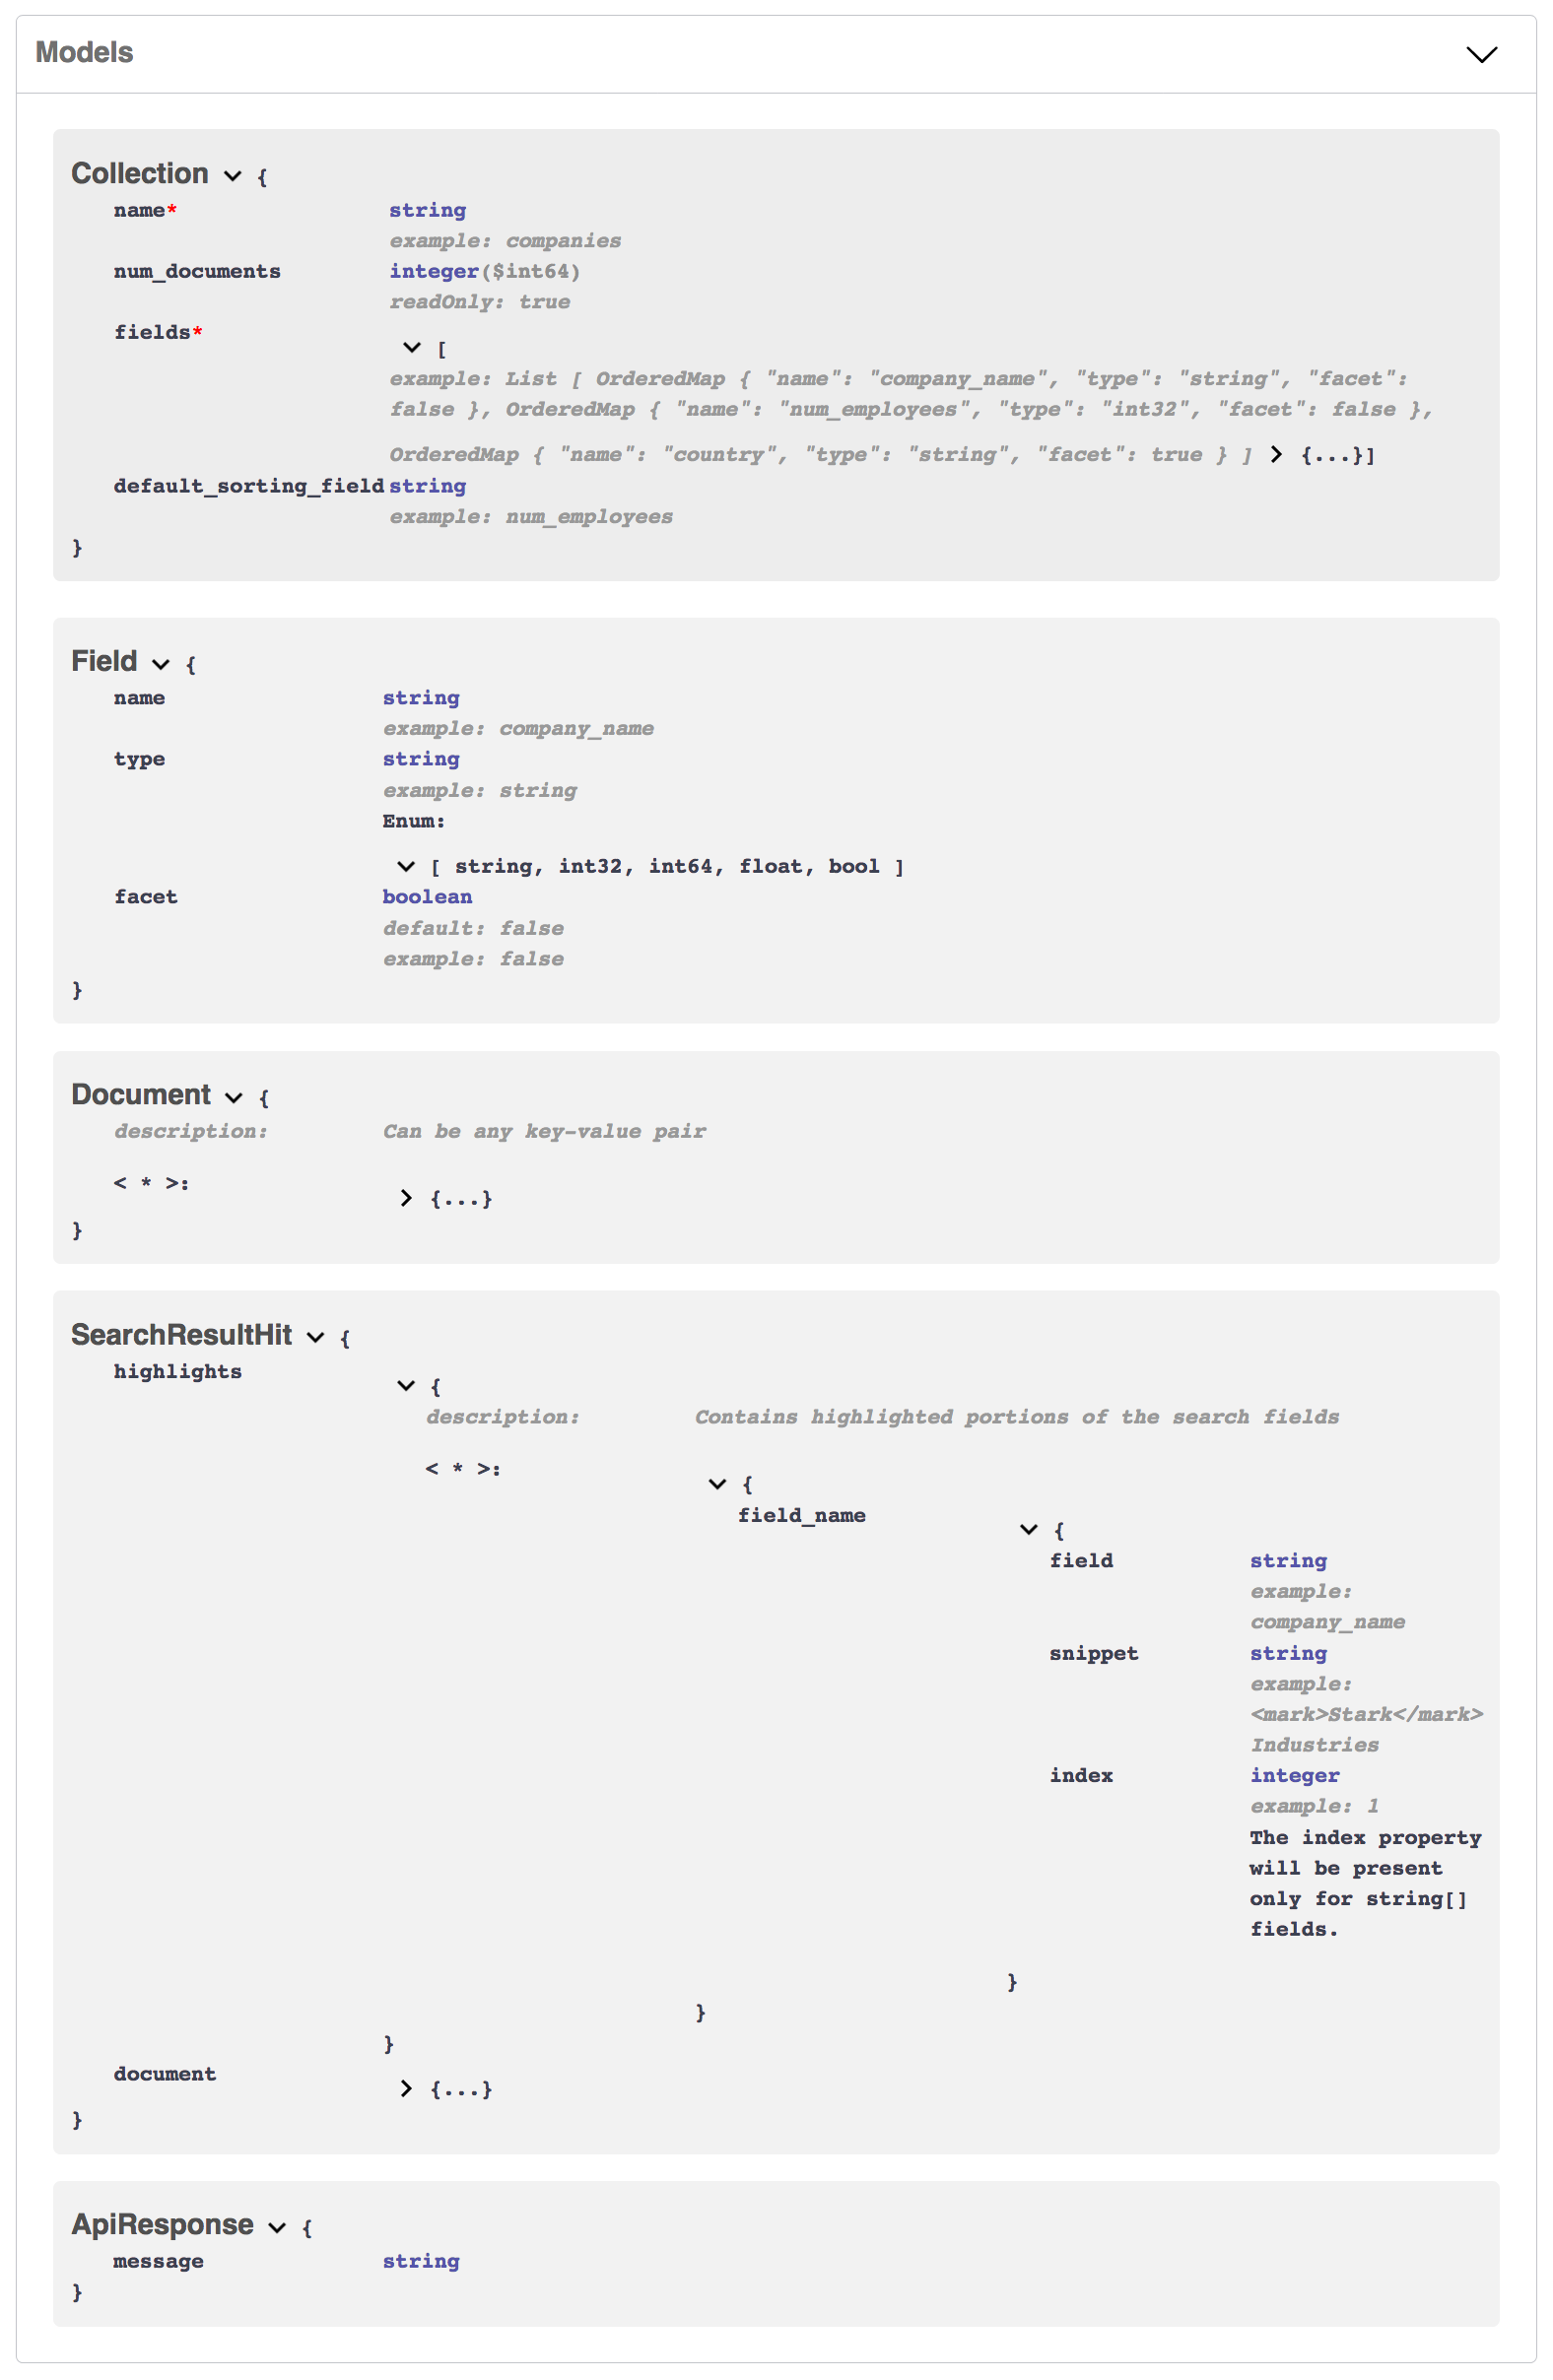 Models
Collection {
name* string
example: companies
num_documents integer($int64)
readOnly: true
fields*
[
example: List [ OrderedMap { "name": "company_name", "type": "string", "facet":
false }, OrderedMap { "name": "num_employees", "type": "int32", "facet": false },
OrderedMap { "name": "country", "type": "string", "facet": true } ] {...}]
default_sorting_field string
example: num_employees
}
Field {
name string
example: company_name
type string
example: string
Enum:
[ string, int32, int64, float, bool ]
facet boolean
default: false
example: false
}
Document {
description: Can be any key-value pair
< * >:
{...}
}
SearchResultHit {
highlights
{
description: Contains highlighted portions of the search fields
< * >:
{
field_name
{
field string
example:
company_name
snippet string
example:
<mark>Stark</mark>
Industries
index integer
example: 1
The index property
will be present
only for string[]
fields.
}
}
}
document
{...}
}
ApiResponse {
message string
}